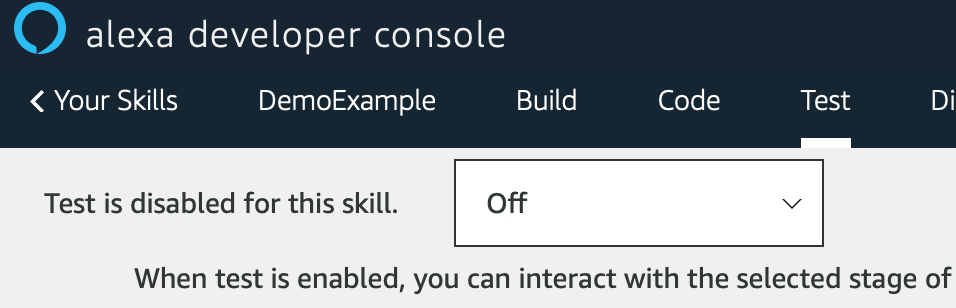 alexa developer console
Your Skills DemoExample Build Code Test Di
Test is disabled for this skill. Off
When test is enabled, you can interact with the selected stage of